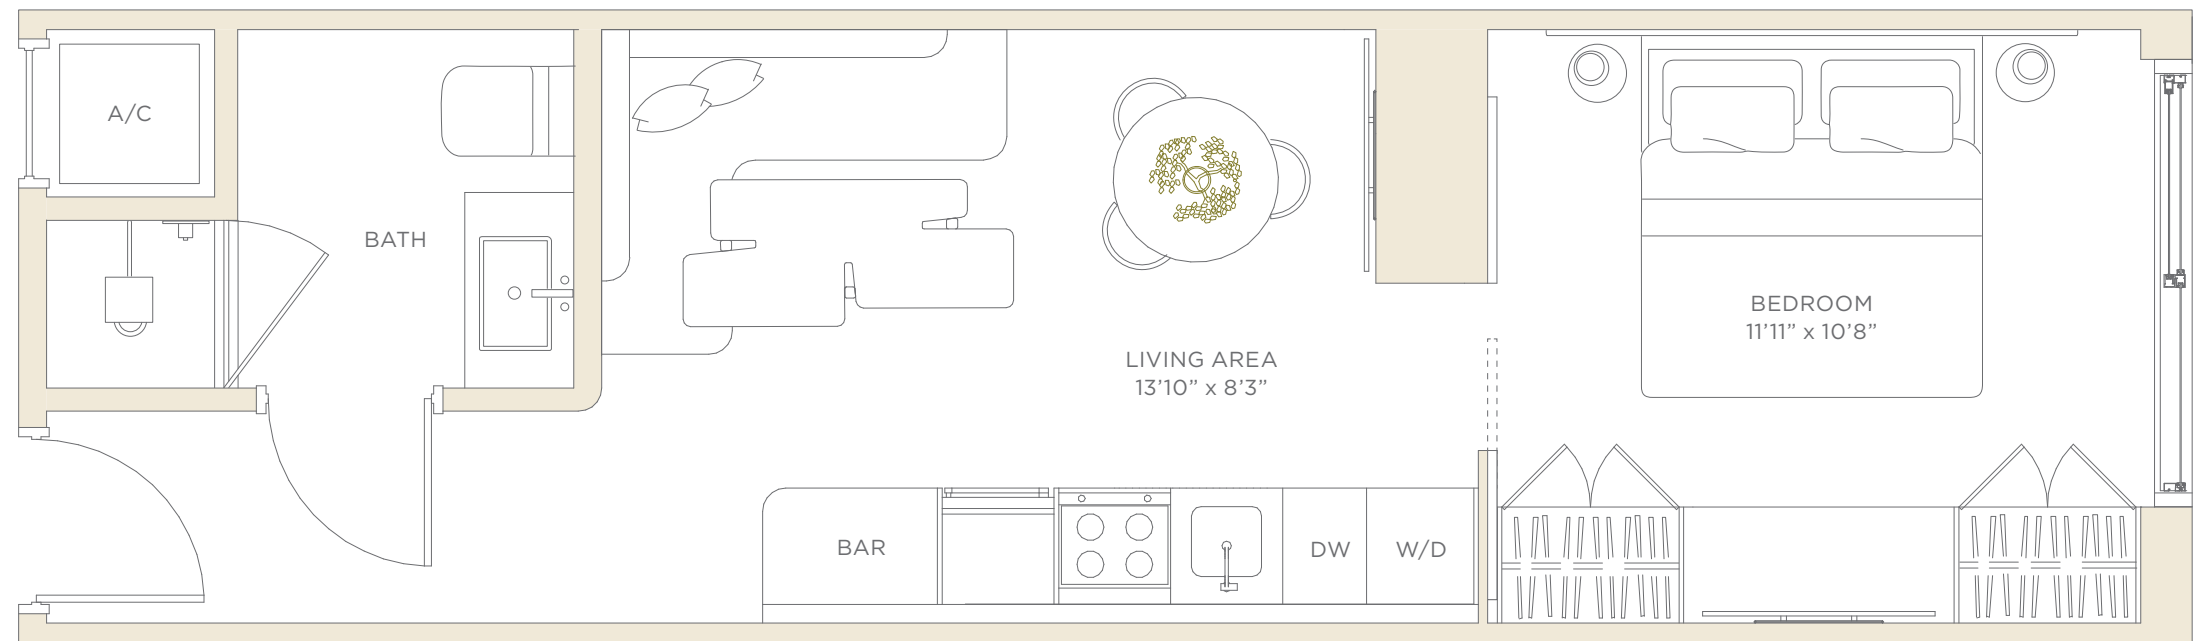 A/C
BATH
BEDROOM
11'11” x 10'8”
LIVING AREA
13'10” x 8'3”
BAR
DW
W/D